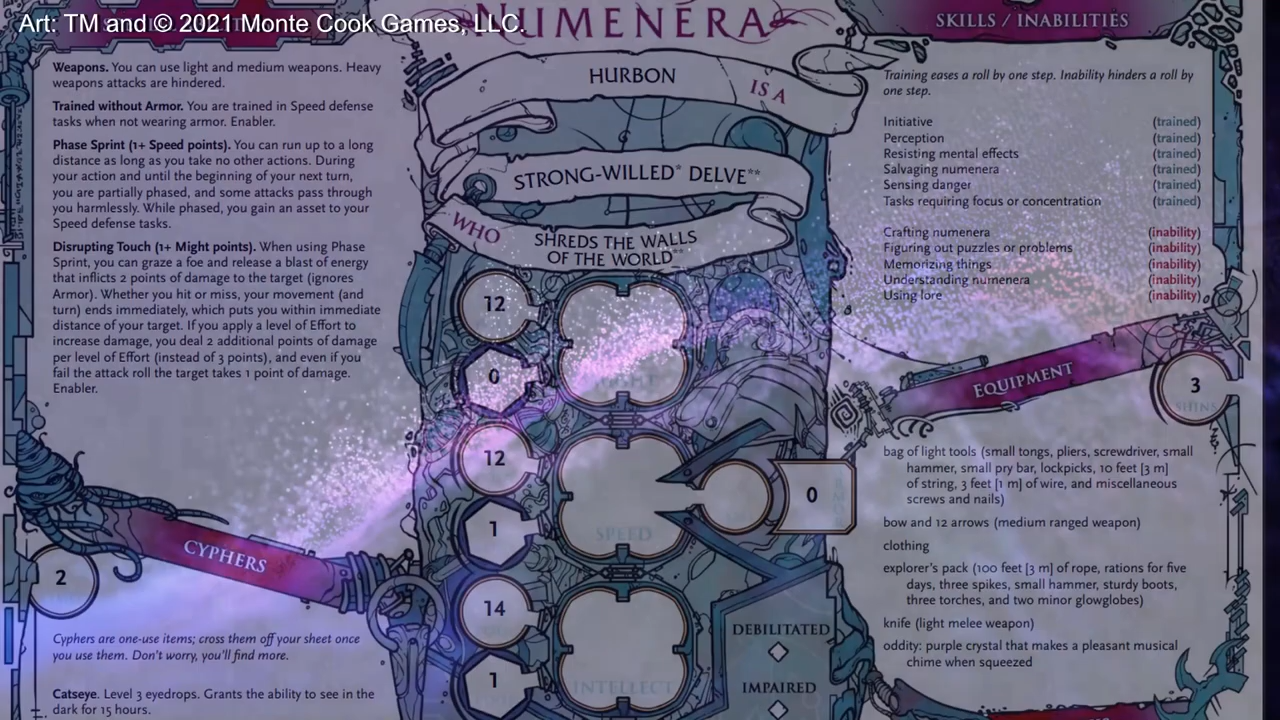 Art: TM and © 2021 Monte Cook Games, LLC.
NUMENERA
Weapons. You can use light and medium weapons. Heavy
weapons attacks are hindered.
Trained without Armor. You are trained in Speed defense
tasks when not wearing armor. Enabler.
Phase Sprint (1+ Speed points). You can run up to a long
distance as long as you take no other actions. During
your action and until the beginning of your next turn,
you are partially phased, and some attacks pass through
you harmlessly. While phased, you gain an asset to your
Speed defense tasks.
Disrupting Touch (1+ Might points). When using Phase
Sprint, you can graze a foe and release a blast of energy
that inflicts 2 points of damage to the target (ignores
Armor). Whether you hit or miss, your movement (and
turn) ends immediately, which puts you within immediate
distance of your target. If you apply a level of Effort to
increase damage, you deal 2 additional points of damage
per level of Effort (instead of 3 points), and even if you
fail the attack roll the target takes 1 point of damage.
Enabler.
CYPHERS
2
Cyphers are one-use items; cross them off your sheet once
you use them. Don't worry, you'll find more.
Catseye. Level 3 eyedrops. Grants the ability to see in the
dark for 15 hours.
HURBON
IS A
STRONG-WILLED* DELVE**
WHO
SHREDS THE WALLS
OF THE WORLD**
12
0
MIGHT
12
1
SPEED
0
ARMOR
14
1
INTELLECT
DEBILITATED
IMPAIRED
SKILLS / INABILITIES
Training eases a roll by one step. Inability hinders a roll by
one step.
Initiative (trained)
Perception (trained)
Resisting mental effects (trained)
Salvaging numenera (trained)
Sensing danger (trained)
Tasks requiring focus or concentration (trained)
Crafting numenera (inability)
Figuring out puzzles or problems (inability)
Memorizing things (inability)
Understanding numenera (inability)
Using lore (inability)
EQUIPMENT
3
SHINS
bag of light tools (small tongs, pliers, screwdriver, small
hammer, small pry bar, lockpicks, 10 feet [3 m]
of string, 3 feet [1 m] of wire, and miscellaneous
screws and nails)
bow and 12 arrows (medium ranged weapon)
clothing
explorer's pack (100 feet [3 m] of rope, rations for five
days, three spikes, small hammer, sturdy boots,
three torches, and two minor glowglobes)
knife (light melee weapon)
oddity: purple crystal that makes a pleasant musical
chime when squeezed